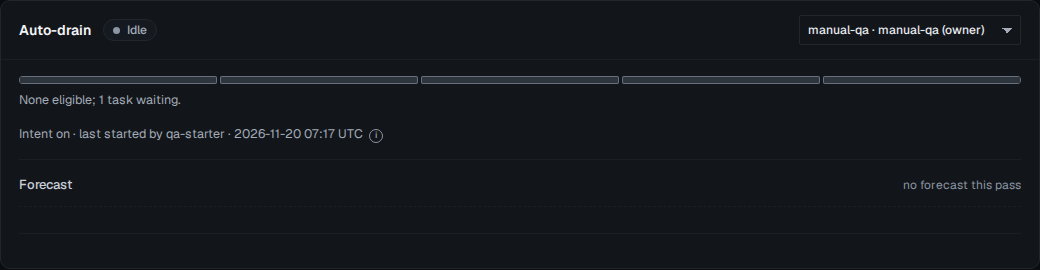 Auto-drain
Idle
manual-qa · manual-qa (owner)
None eligible; 1 task waiting.
Intent on · last started by qa-starter · 2026-11-20 07:17 UTC
Forecast
no forecast this pass